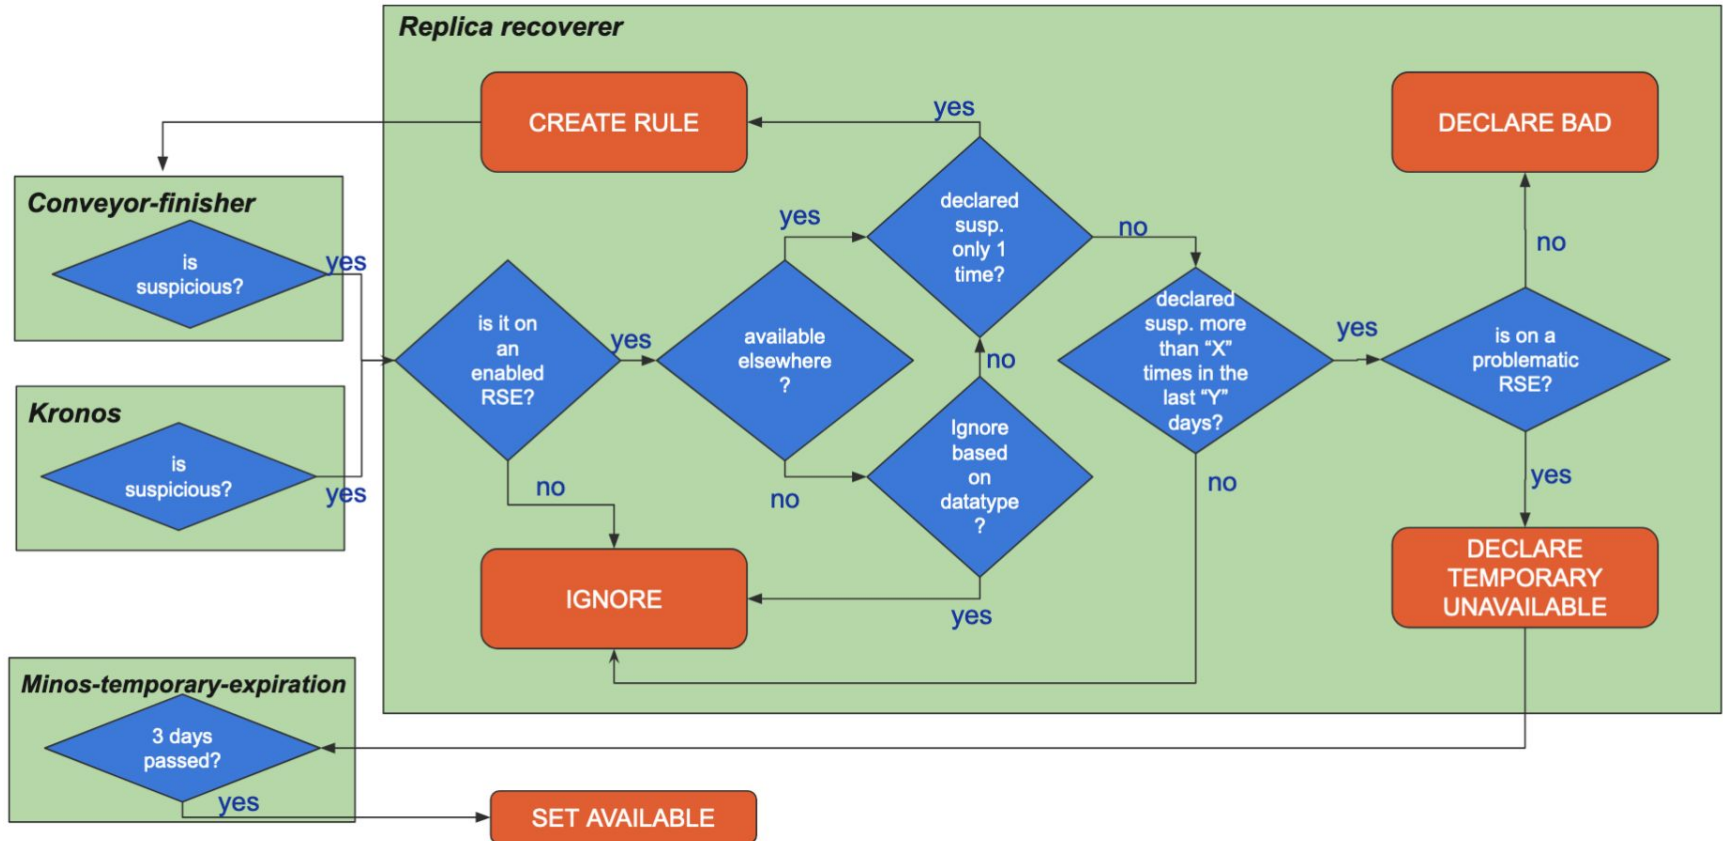 Replica recoverer
CREATE RULE
yes
DECLARE BAD
Conveyor-finisher
is
suspicious?
yes
yes
declared
susp.
only 1
time?
no
no
is it on
an
enabled
RSE?
yes
available
elsewhere
?
no
declared
susp. more
than “X”
times in the
last “Y”
days?
yes
is on a
problematic
RSE?
Kronos
is
suspicious?
yes
no
no
Ignore
based
on
datatype
?
no
yes
IGNORE
yes
DECLARE
TEMPORARY
UNAVAILABLE
Minos-temporary-expiration
3 days
passed?
yes
SET AVAILABLE